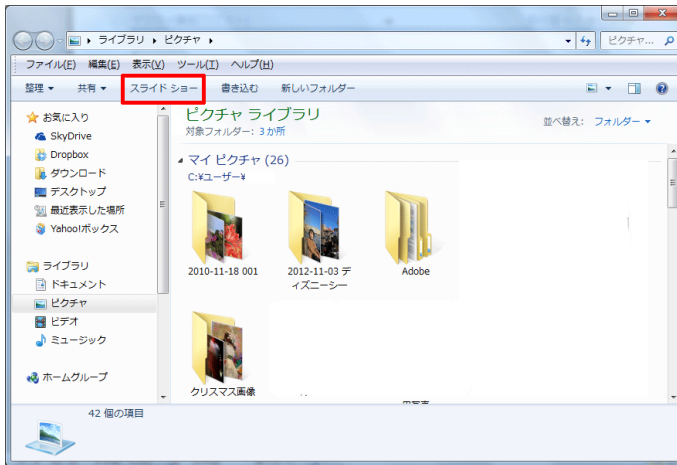 ライブラリ ピクチャ
ピクチャ...
ファイル(F) 編集(E) 表示(V) ツール(T) ヘルプ(H)
整理 共有 スライド ショー 書き込む 新しいフォルダー
お気に入り
SkyDrive
Dropbox
ダウンロード
デスクトップ
最近表示した場所
Yahoo!ボックス
ライブラリ
ドキュメント
ピクチャ
ビデオ
ミュージック
ホームグループ
ピクチャ ライブラリ
対象フォルダー: 3 か所
並べ替え: フォルダー
マイ ピクチャ (26)
C:¥ユーザー¥
2010-11-18 001
2012-11-03 デ
ィズニーシー
Adobe
クリスマス画像
42 個の項目